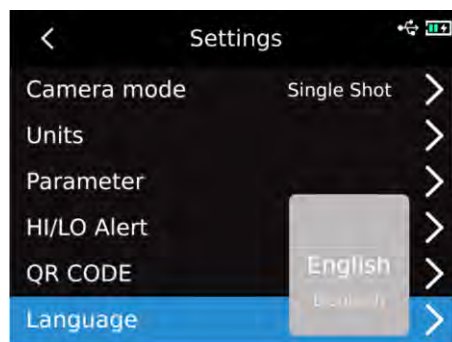 Settings
Camera mode Single Shot
Units
Parameter
HI/LO Alert
QR CODE English
Language